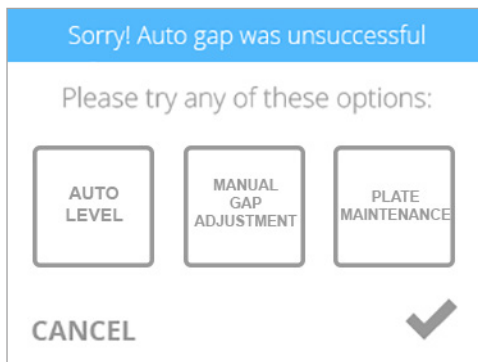 Sorry! Auto gap was unsuccessful
Please try any of these options:
AUTO
LEVEL
MANUAL
GAP
ADJUSTMENT
PLATE
MAINTENANCE
CANCEL